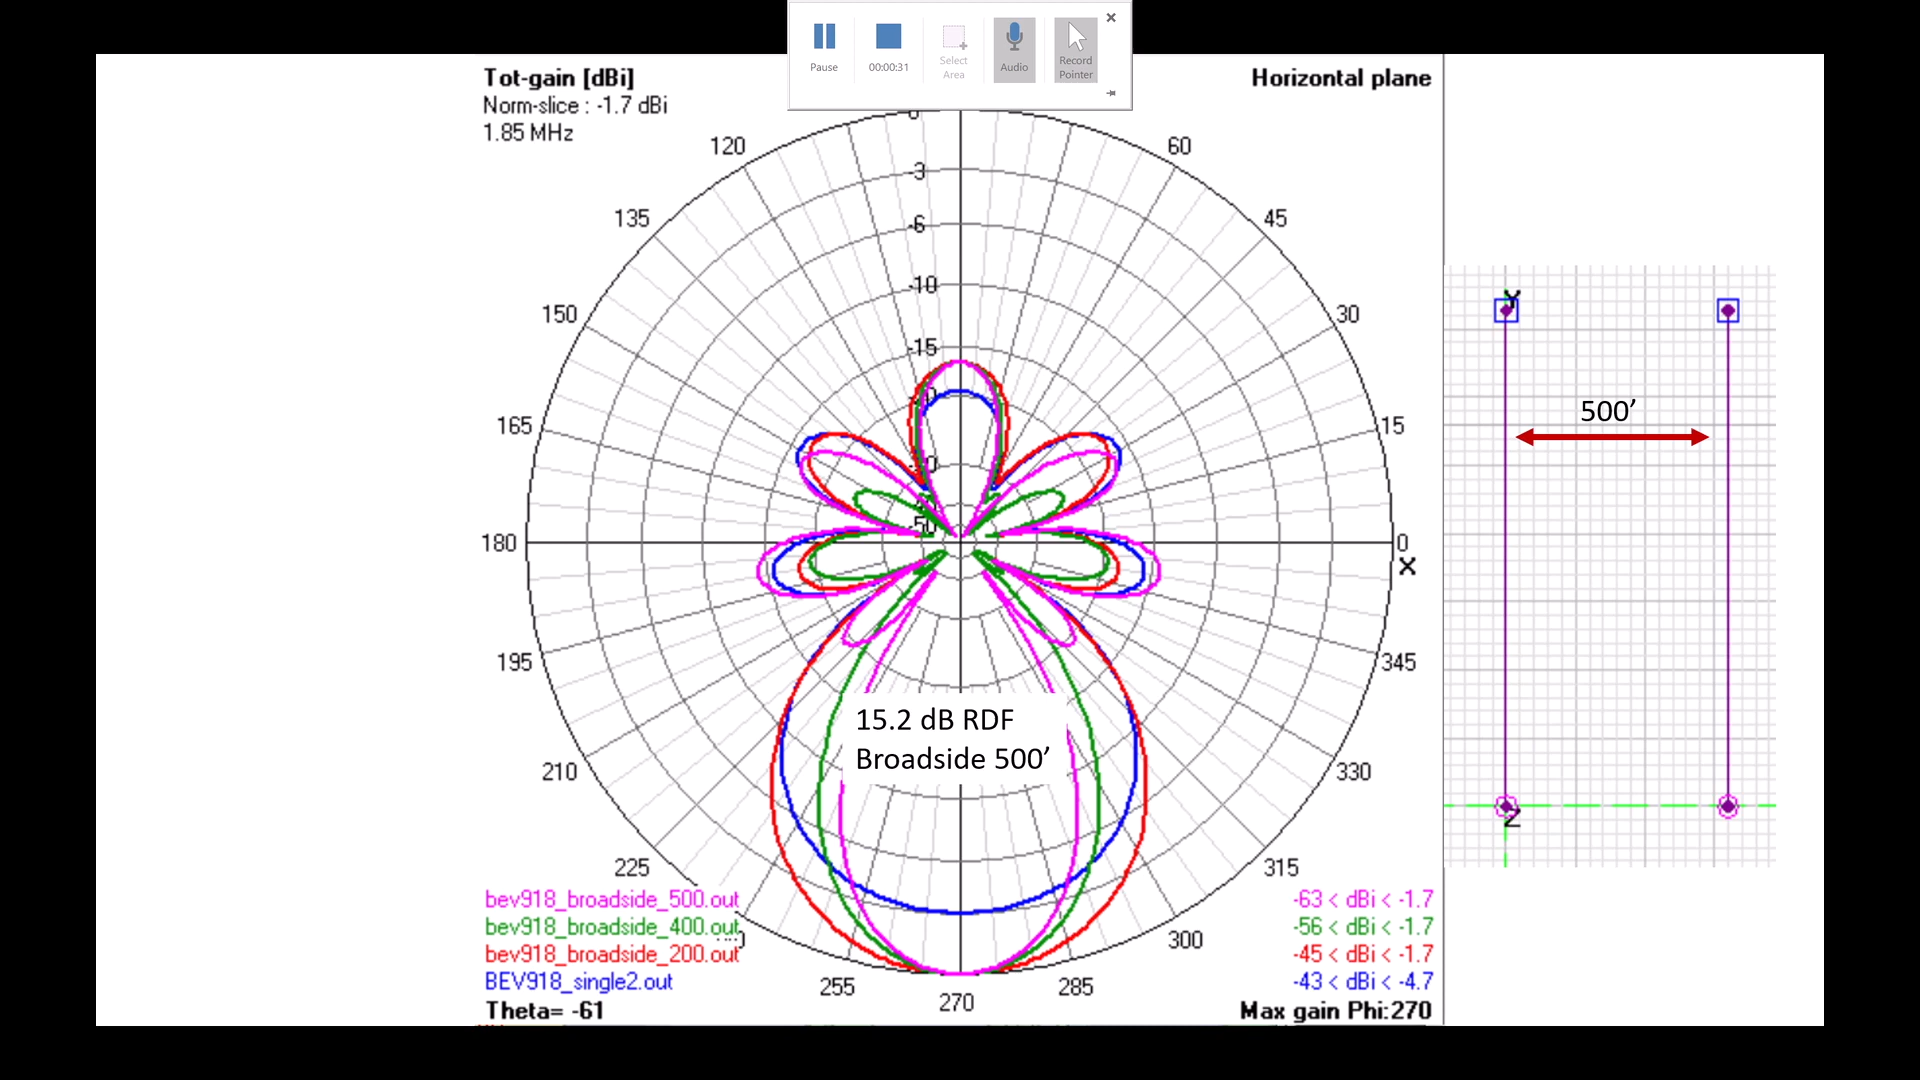 Pause
00:00:31
Select
Area
Audio
Record
Pointer
Tot-gain [dBi]
Norm-slice : -1.7 dBi
1.85 MHz
Horizontal plane
0
-3
-6
-10
-15
-50
120
135
150
165
180
195
210
225
255
270
285
300
315
330
345
0
X
15
30
45
60
15.2 dB RDF
Broadside 500’
bev918_broadside_500.out
bev918_broadside_400.out
bev918_broadside_200.out
BEV918_single2.out
Theta= -61
-63 < dBi < -1.7
-56 < dBi < -1.7
-45 < dBi < -1.7
-43 < dBi < -4.7
Max gain Phi:270
Y
500’
Z